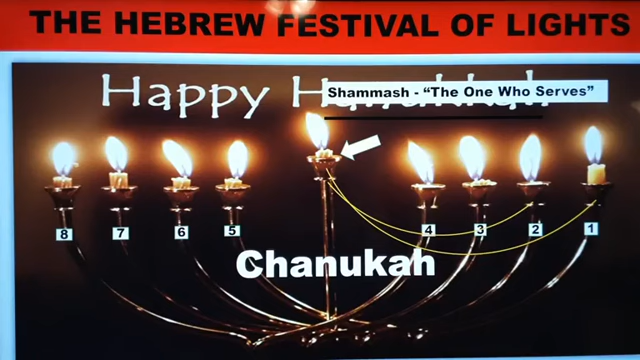 THE HEBREW FESTIVAL OF LIGHTS
Happy
Shammash - “The One Who Serves”
8 7 6 5 4 3 2 1
Chanukah